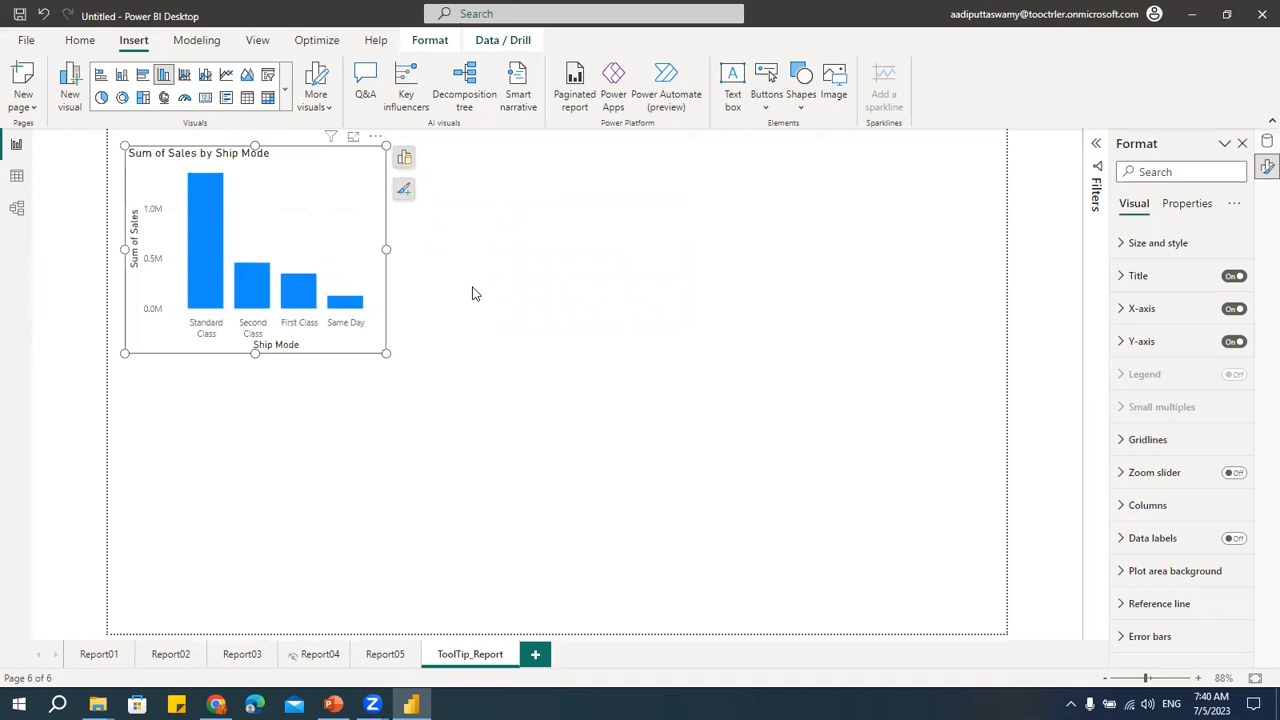 Untitled - Power BI Desktop
Search
aadiputtaswamy@tooctrler.onmicrosoft.com
File
Home
Insert
Modeling
View
Optimize
Help
Format
Data / Drill
New
page
New
visual
More
visuals
Q&A
Key
influencers
Decomposition
tree
Smart
narrative
Paginated
report
Power
Apps
Power Automate
(preview)
Text
box
Buttons
Shapes
Image
Add a
sparkline
Pages
Visuals
AI visuals
Power Platform
Elements
Sparklines
Sum of Sales by Ship Mode
Sum of Sales
1.0M
0.5M
0.0M
Standard
Class
Second
Class
First Class
Same Day
Ship Mode
Filters
Format
Search
Visual
Properties
Size and style
Title
On
X-axis
On
Y-axis
On
Legend
Off
Small multiples
Gridlines
Zoom slider
Off
Columns
Data labels
Off
Plot area background
Reference line
Error bars
Report01
Report02
Report03
Report04
Report05
ToolTip_Report
Page 6 of 6
88%
ENG
7:40 AM
7/5/2023